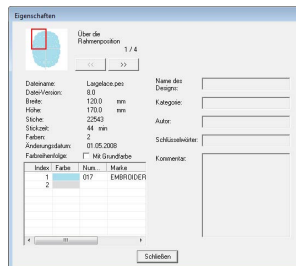 Eigenschaften
Über die
Rahmenposition
1 / 4
<< >>
Dateiname: Largelace.pes
Datei-Version: 8.0
Breite: 120.0 mm
Höhe: 170.0 mm
Stiche: 22543
Stickzeit: 44 min
Farben: 2
Änderungsdatum: 01.05.2008
Farbreihenfolge: Mit Grundfarbe
Index Farbe Num... Marke
1 017 EMBROIDER
2
Name des
Designs:
Kategorie:
Autor:
Schlüsselwörter:
Kommentar:
Schließen